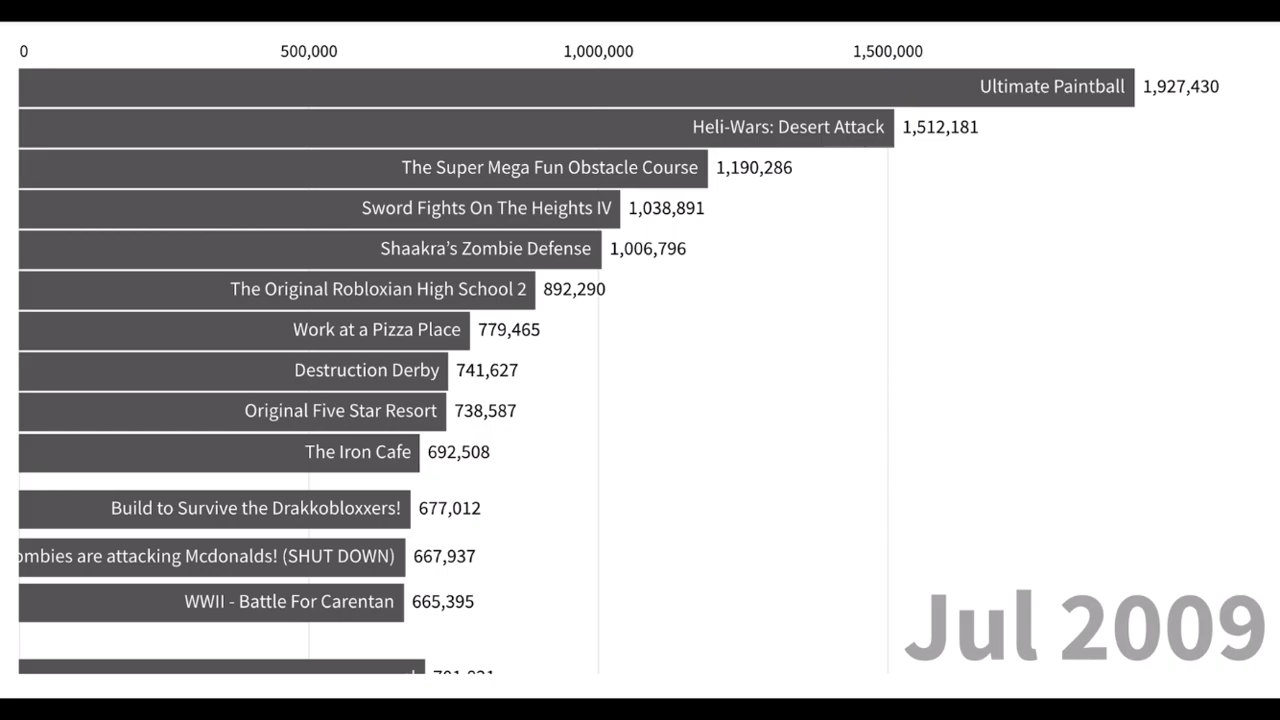 0 500,000 1,000,000 1,500,000
Ultimate Paintball 1,927,430
Heli-Wars: Desert Attack 1,512,181
The Super Mega Fun Obstacle Course 1,190,286
Sword Fights On The Heights IV 1,038,891
Shaakra’s Zombie Defense 1,006,796
The Original Robloxian High School 2 892,290
Work at a Pizza Place 779,465
Destruction Derby 741,627
Original Five Star Resort 738,587
The Iron Cafe 692,508
Build to Survive the Drakkobloxxers! 677,012
ombies are attacking Mcdonalds! (SHUT DOWN) 667,937
WWII - Battle For Carentan 665,395
Jul 2009